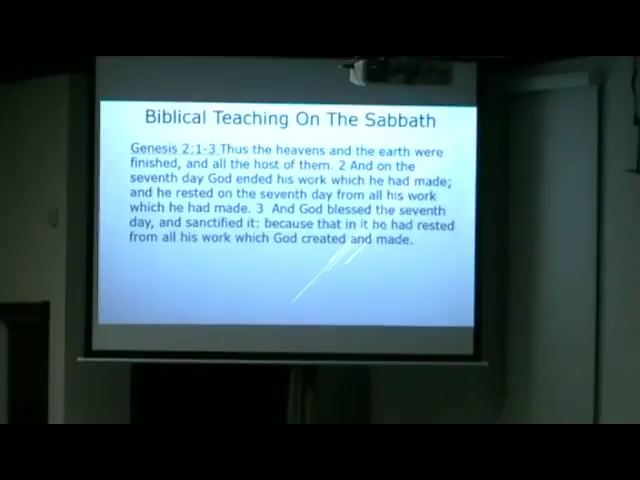 Biblical Teaching On The Sabbath
Genesis 2:1-3 Thus the heavens and the earth were
finished, and all the host of them. 2 And on the
seventh day God ended his work which he had made;
and he rested on the seventh day from all his work
which he had made. 3 And God blessed the seventh
day, and sanctified it: because that in it he had rested
from all his work which God created and made.